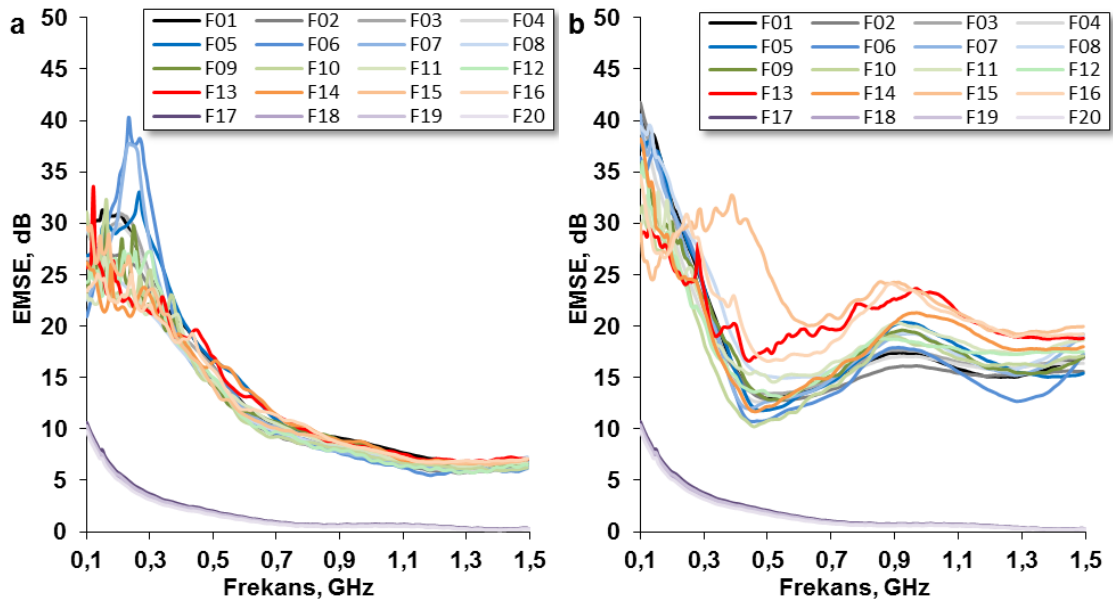 a
EMSE, dB
50
45
40
35
30
25
20
15
10
5
0
F01 F02 F03 F04
F05 F06 F07 F08
F09 F10 F11 F12
F13 F14 F15 F16
F17 F18 F19 F20
0,1 0,3 0,5 0,7 0,9 1,1 1,3 1,5
Frekans, GHz
b
EMSE, dB
50
45
40
35
30
25
20
15
10
5
0
F01 F02 F03 F04
F05 F06 F07 F08
F09 F10 F11 F12
F13 F14 F15 F16
F17 F18 F19 F20
0,1 0,3 0,5 0,7 0,9 1,1 1,3 1,5
Frekans, GHz